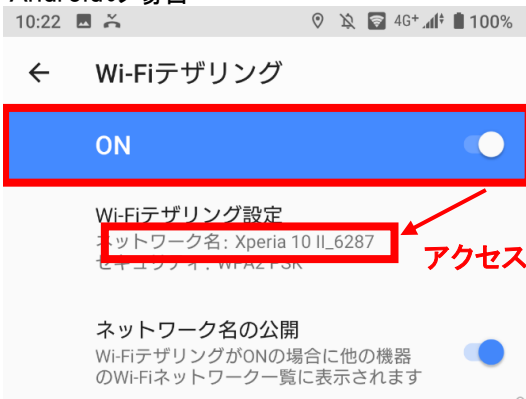 Androidの場合
10:22 4G+ 100%
Wi-Fiテザリング
ON
Wi-Fiテザリング設定
ネットワーク名: Xperia 10 II_6287
セキュリティ: WPA2 PSK
アクセス
ネットワーク名の公開
Wi-FiテザリングがONの場合に他の機器
のWi-Fiネットワーク一覧に表示されます